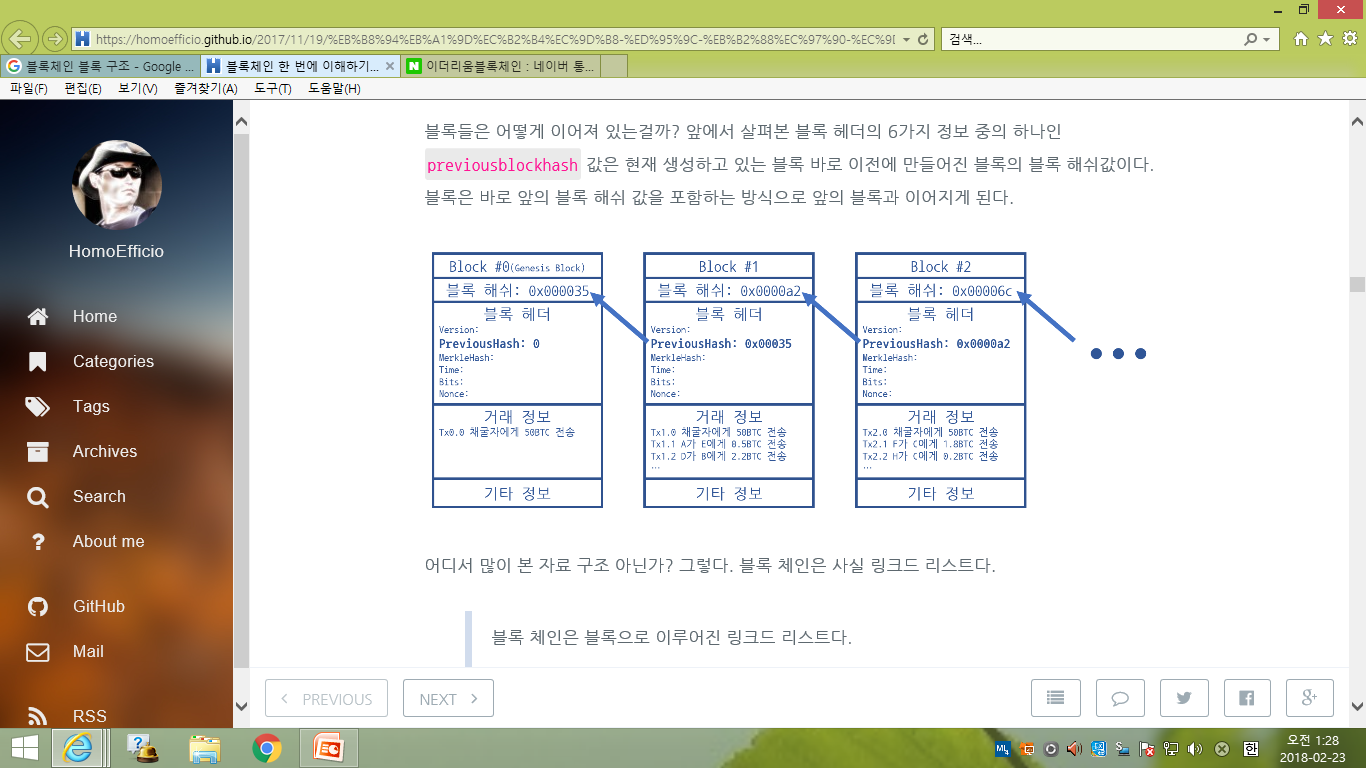 https://homoefficio.github.io/2017/11/19/%EB%B8%94%EB%A1%9D%EC%B2%B4%EC%9D%B8-%ED%95%9C-%EB%B2%88%EC%97%90-%EC%9D
검색...
블록체인 블록 구조 - Google ...
블록체인 한 번에 이해하기...
이더리움블록체인 : 네이버 통...
파일(F) 편집(E) 보기(V) 즐겨찾기(A) 도구(T) 도움말(H)
HomoEfficio
Home
Categories
Tags
Archives
Search
About me
GitHub
Mail
RSS
블록들은 어떻게 이어져 있는걸까? 앞에서 살펴본 블록 헤더의 6가지 정보 중의 하나인
previousblockhash 값은 현재 생성하고 있는 블록 바로 이전에 만들어진 블록의 블록 해쉬값이다.
블록은 바로 앞의 블록 해쉬 값을 포함하는 방식으로 앞의 블록과 이어지게 된다.
Block #0(Genesis Block)
블록 해쉬: 0x000035
블록 헤더
Version:
PreviousHash: 0
MerkleHash:
Time:
Bits:
Nonce:
거래 정보
Tx0.0 채굴자에게 50BTC 전송
기타 정보
Block #1
블록 해쉬: 0x0000a2
블록 헤더
Version:
PreviousHash: 0x00035
MerkleHash:
Time:
Bits:
Nonce:
거래 정보
Tx1.0 채굴자에게 50BTC 전송
Tx1.1 A가 E에게 0.5BTC 전송
Tx1.2 D가 B에게 2.2BTC 전송
...
기타 정보
Block #2
블록 해쉬: 0x00006c
블록 헤더
Version:
PreviousHash: 0x0000a2
MerkleHash:
Time:
Bits:
Nonce:
거래 정보
Tx2.0 채굴자에게 50BTC 전송
Tx2.1 F가 C에게 1.8BTC 전송
Tx2.2 H가 C에게 0.2BTC 전송
...
기타 정보
어디서 많이 본 자료 구조 아닌가? 그렇다. 블록 체인은 사실 링크드 리스트다.
블록 체인은 블록으로 이루어진 링크드 리스트다.
PREVIOUS
NEXT
한
오전 1:28
2018-02-23